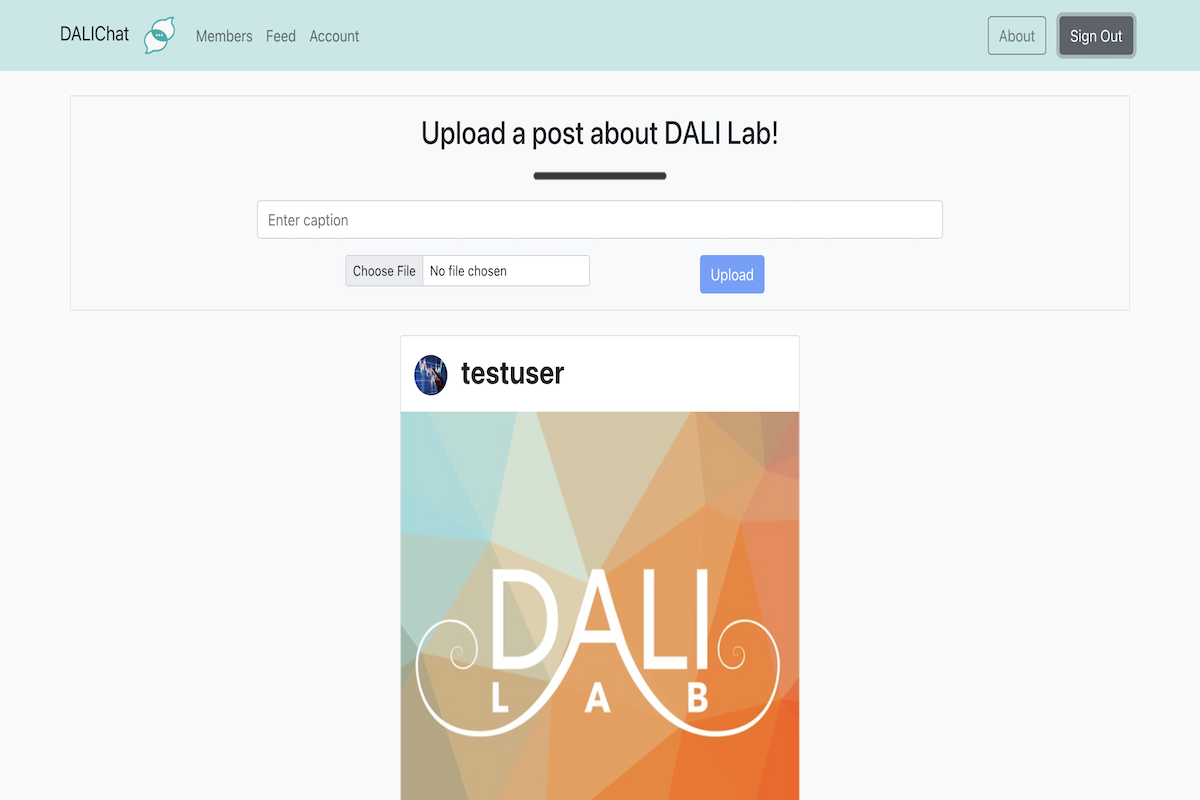 DALIChat Members Feed Account About Sign Out
Upload a post about DALI Lab!
Enter caption
Choose File No file chosen Upload
testuser
DALI
LAB